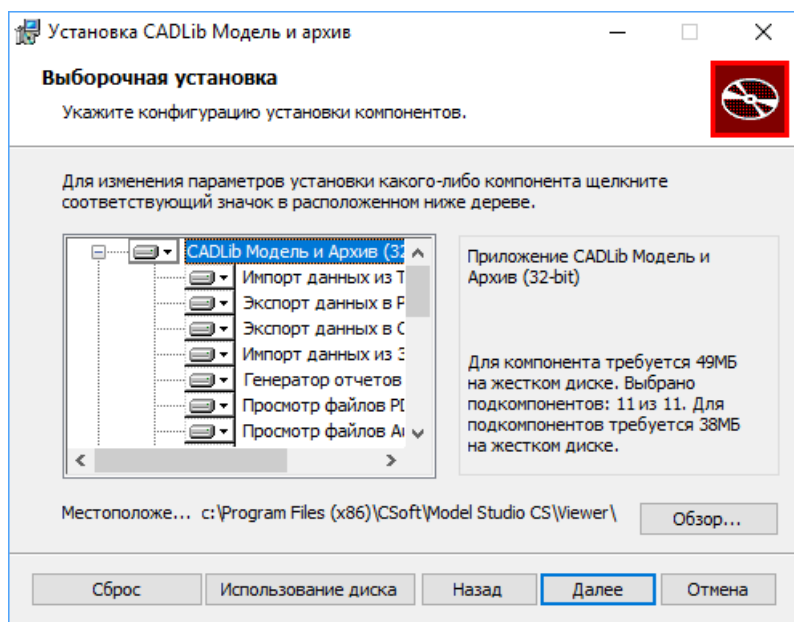 Установка CADLib Модель и архив
Выборочная установка
Укажите конфигурацию установки компонентов.
Для изменения параметров установки какого-либо компонента щелкните
соответствующий значок в расположенном ниже дереве.
CADLib Модель и Архив (32
Импорт данных из
Экспорт данных в
Экспорт данных в
Импорт данных из
Генератор отчетов
Просмотр файлов
Просмотр файлов
Приложение CADLib Модель и
Архив (32-bit)
Для компонента требуется 49МБ
на жестком диске. Выбрано
подкомпонентов: 11 из 11. Для
подкомпонентов требуется 38МБ
на жестком диске.
Местоположе... c:\Program Files (x86)\CSoft\Model Studio CS\Viewer\
Обзор...
Сброс
Использование диска
Назад
Далее
Отмена